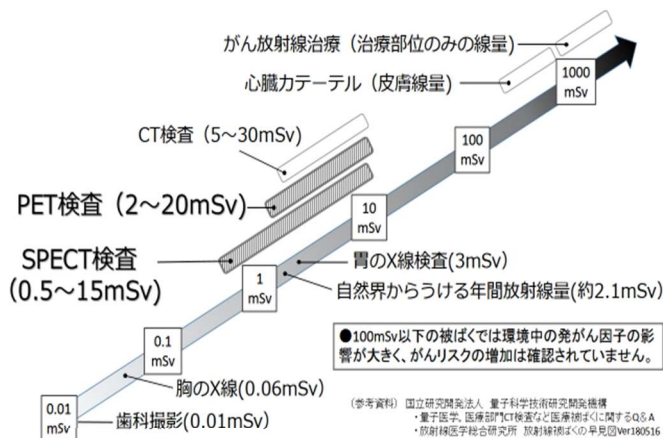 がん放射線治療（治療部位のみの線量）
心臓カテーテル（皮膚線量）
1000
mSv
CT検査（5～30mSv）
100
mSv
PET検査（2～20mSv）
10
mSv
SPECT検査
（0.5～15mSv）
胃のX線検査(3mSv）
1
mSv
自然界からうける年間放射線量(約2.1mSv)
●100mSv以下の被ばくでは環境中の発がん因子の影
響が大きく、がんリスクの増加は確認されていません。
0.1
mSv
胸のX線（0.06mSv）
0.01
mSv
歯科撮影(0.01mSv)
（参考資料） 国立研究開発法人 量子科学技術研究開発機構
・量子医学、医療部門CT検査など医療被ばくに関するQ＆A
・放射線医学総合研究所 放射線被ばくの早見図Ver180516